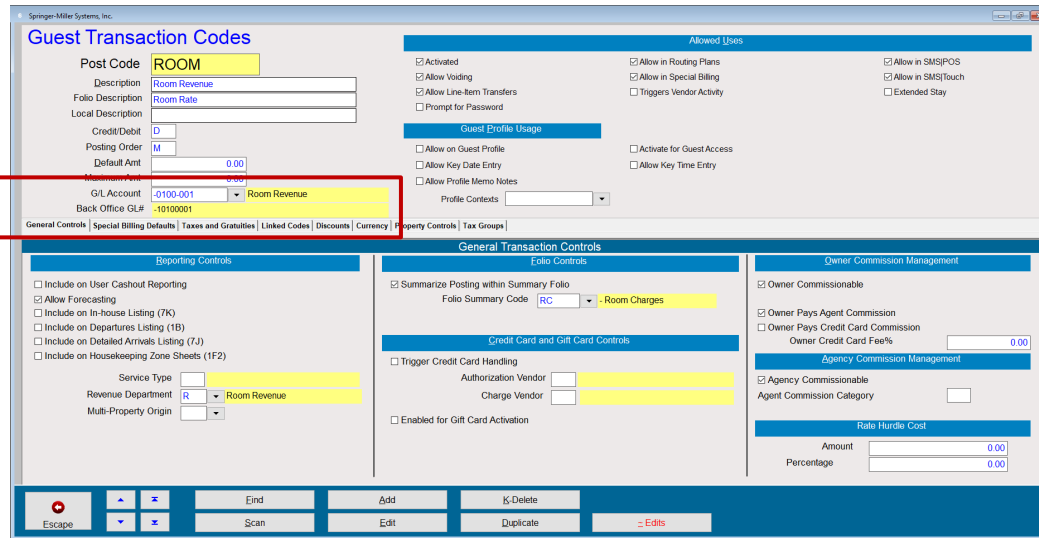 Springer-Miller Systems, Inc.
Guest Transaction Codes
Post Code ROOM
Description Room Revenue
Folio Description Room Rate
Local Description
Credit/Debit D
Posting Order M
Default Amt 0.00
Maximum Amt 0.00
G/L Account -0100-001 Room Revenue
Back Office GL# -10100001
Allowed Uses
Activated Allow in Routing Plans Allow in SMS|POS
Allow Voiding Allow in Special Billing Allow in SMS|Touch
Allow Line-Item Transfers Triggers Vendor Activity Extended Stay
Prompt for Password
Guest Profile Usage
Allow on Guest Profile Activate for Guest Access
Allow Key Date Entry Allow Key Time Entry
Allow Profile Memo Notes
Profile Contexts
General Controls Special Billing Defaults Taxes and Gratuities Linked Codes Discounts Currency Property Controls Tax Groups
General Transaction Controls
Reporting Controls
Include on User Cashout Reporting
Allow Forecasting
Include on In-house Listing (7K)
Include on Departures Listing (1B)
Include on Detailed Arrivals Listing (7J)
Include on Housekeeping Zone Sheets (1F2)
Service Type
Revenue Department R Room Revenue
Multi-Property Origin
Folio Controls
Summarize Posting within Summary Folio
Folio Summary Code RC - Room Charges
Credit Card and Gift Card Controls
Trigger Credit Card Handling
Authorization Vendor
Charge Vendor
Enabled for Gift Card Activation
Owner Commission Management
Owner Commissionable
Owner Pays Agent Commission
Owner Pays Credit Card Commission
Owner Credit Card Fee% 0.00
Agency Commission Management
Agency Commissionable
Agent Commission Category
Rate Hurdle Cost
Amount 0.00
Percentage 0.00
Find Add K-Delete
Escape Scan Edit Duplicate ~ Edits